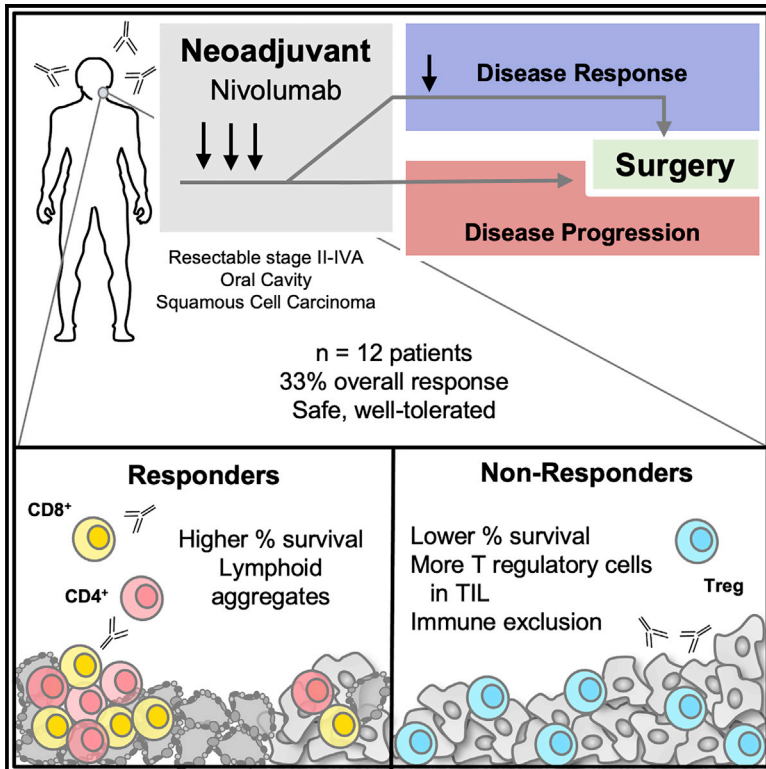 Neoadjuvant
Nivolumab
Disease Response
Surgery
Disease Progression
Resectable stage II-IVA
Oral Cavity
Squamous Cell Carcinoma
n = 12 patients
33% overall response
Safe, well-tolerated
Responders
CD8⁺
CD4⁺
Higher % survival
Lymphoid
aggregates
Non-Responders
Lower % survival
More T regulatory cells
in TIL
Immune exclusion
Treg